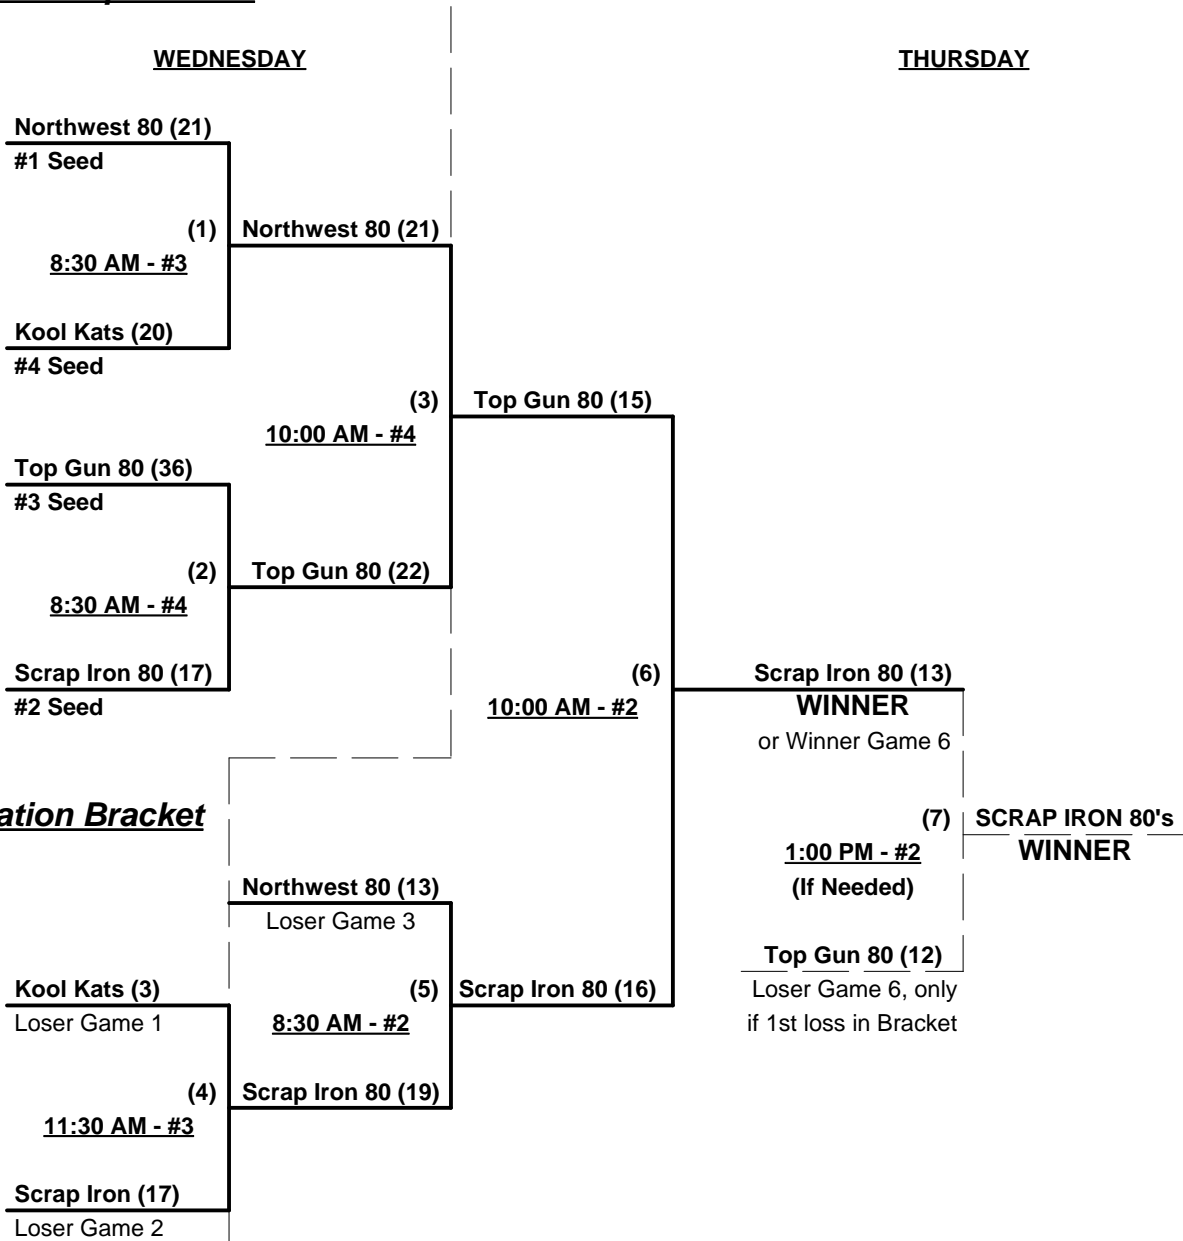 WEDNESDAY
THURSDAY
Northwest 80 (21)
#1 Seed
(1)
Northwest 80 (21)
8:30 AM - #3
Kool Kats (20)
#4 Seed
(3)
Top Gun 80 (15)
10:00 AM - #4
Top Gun 80 (36)
#3 Seed
(2)
Top Gun 80 (22)
8:30 AM - #4
Scrap Iron 80 (17)
#2 Seed
(6)
Scrap Iron 80 (13)
10:00 AM - #2
WINNER
or Winner Game 6
ation Bracket
(7)
SCRAP IRON 80's
1:00 PM - #2
WINNER
(If Needed)
Northwest 80 (13)
Loser Game 3
Top Gun 80 (12)
Loser Game 6, only
if 1st loss in Bracket
Kool Kats (3)
Loser Game 1
(5)
Scrap Iron 80 (16)
8:30 AM - #2
(4)
Scrap Iron 80 (19)
11:30 AM - #3
Scrap Iron (17)
Loser Game 2